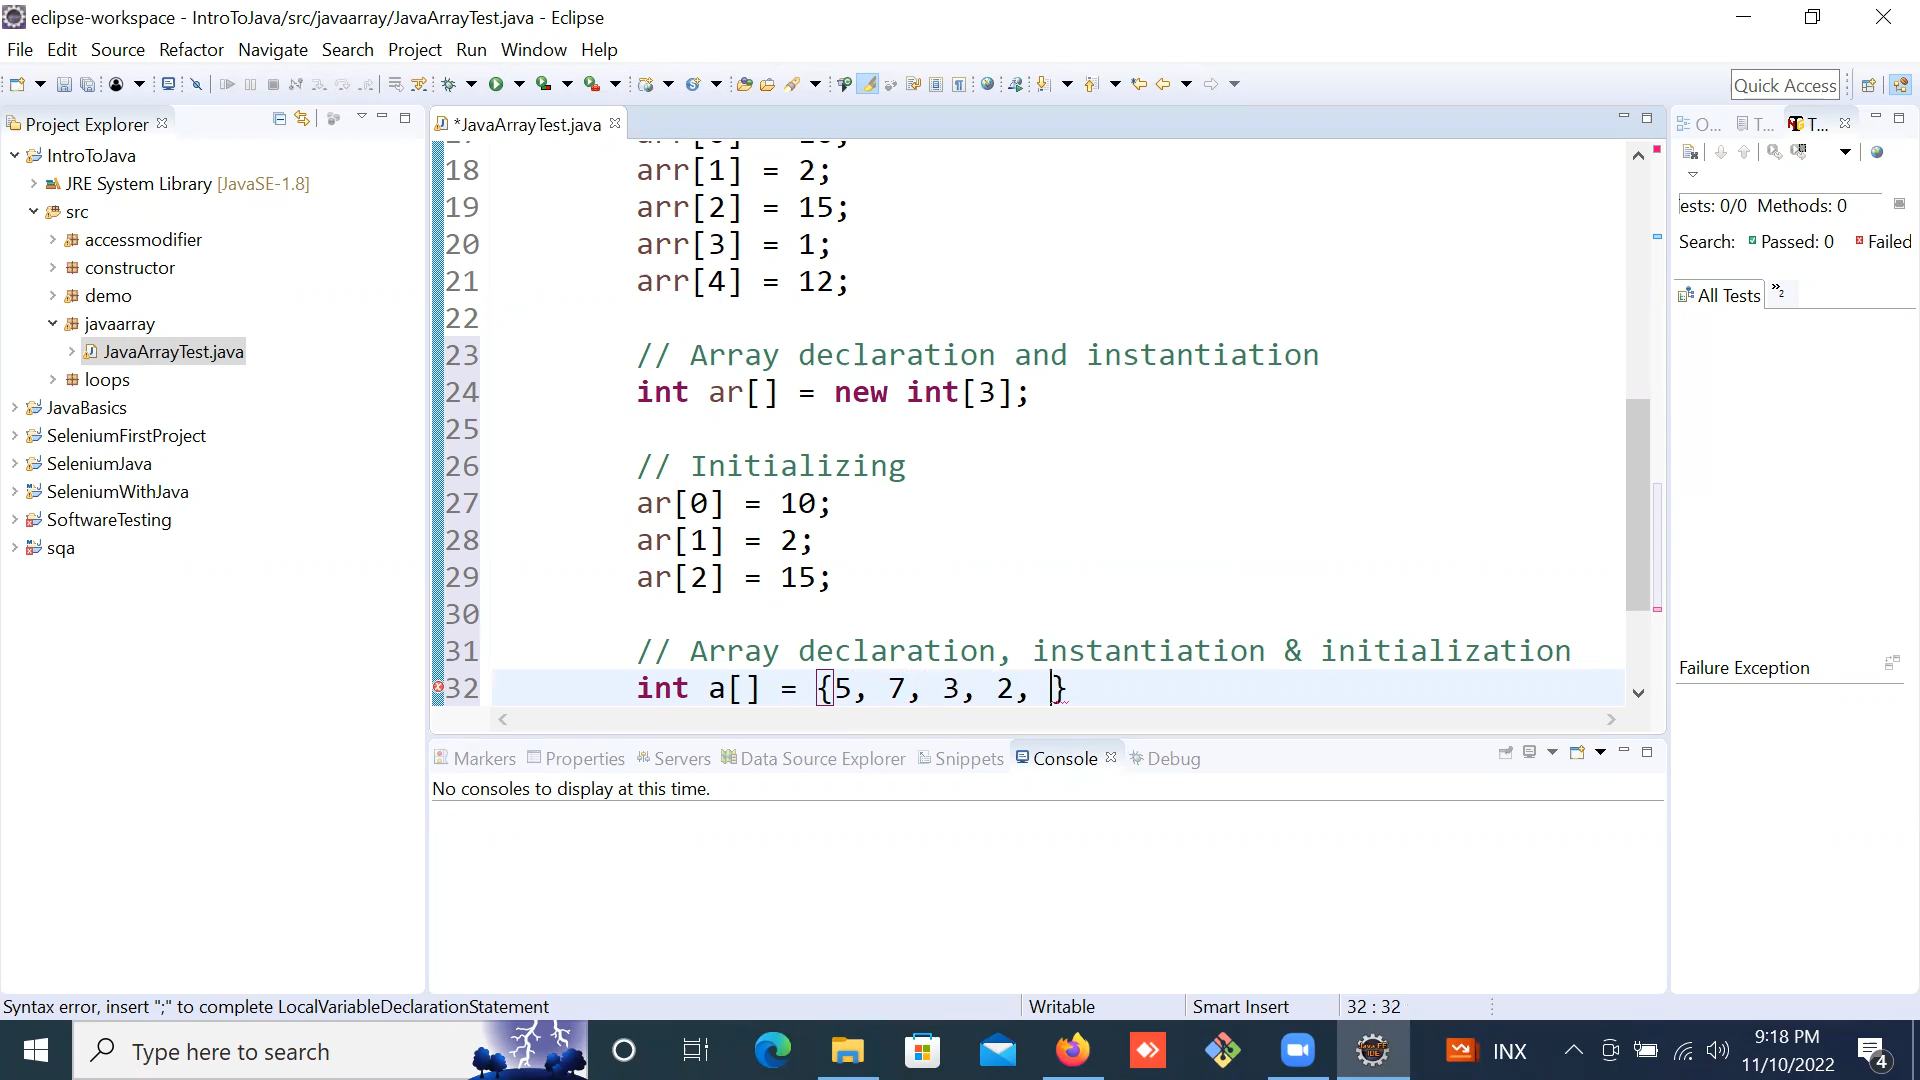 eclipse-workspace - IntroToJava/src/javaarray/JavaArrayTest.java - Eclipse
File Edit Source Refactor Navigate Search Project Run Window Help
Quick Access
Project Explorer
*JavaArrayTest.java
O... T... T...
IntroToJava
JRE System Library [JavaSE-1.8]
src
accessmodifier
constructor
demo
javaarray
JavaArrayTest.java
loops
JavaBasics
SeleniumFirstProject
SeleniumJava
SeleniumWithJava
SoftwareTesting
sqa
18 arr[1] = 2;
19 arr[2] = 15;
20 arr[3] = 1;
21 arr[4] = 12;
22
23 // Array declaration and instantiation
24 int ar[] = new int[3];
25
26 // Initializing
27 ar[0] = 10;
28 ar[1] = 2;
29 ar[2] = 15;
30
31 // Array declaration, instantiation & initialization
32 int a[] = {5, 7, 3, 2, }
ests: 0/0 Methods: 0
Search: Passed: 0 Failed
All Tests »2
Failure Exception
Markers Properties Servers Data Source Explorer Snippets Console Debug
No consoles to display at this time.
Syntax error, insert ";" to complete LocalVariableDeclarationStatement
Writable
Smart Insert
32 : 32
Type here to search
INX
9:18 PM
11/10/2022
4